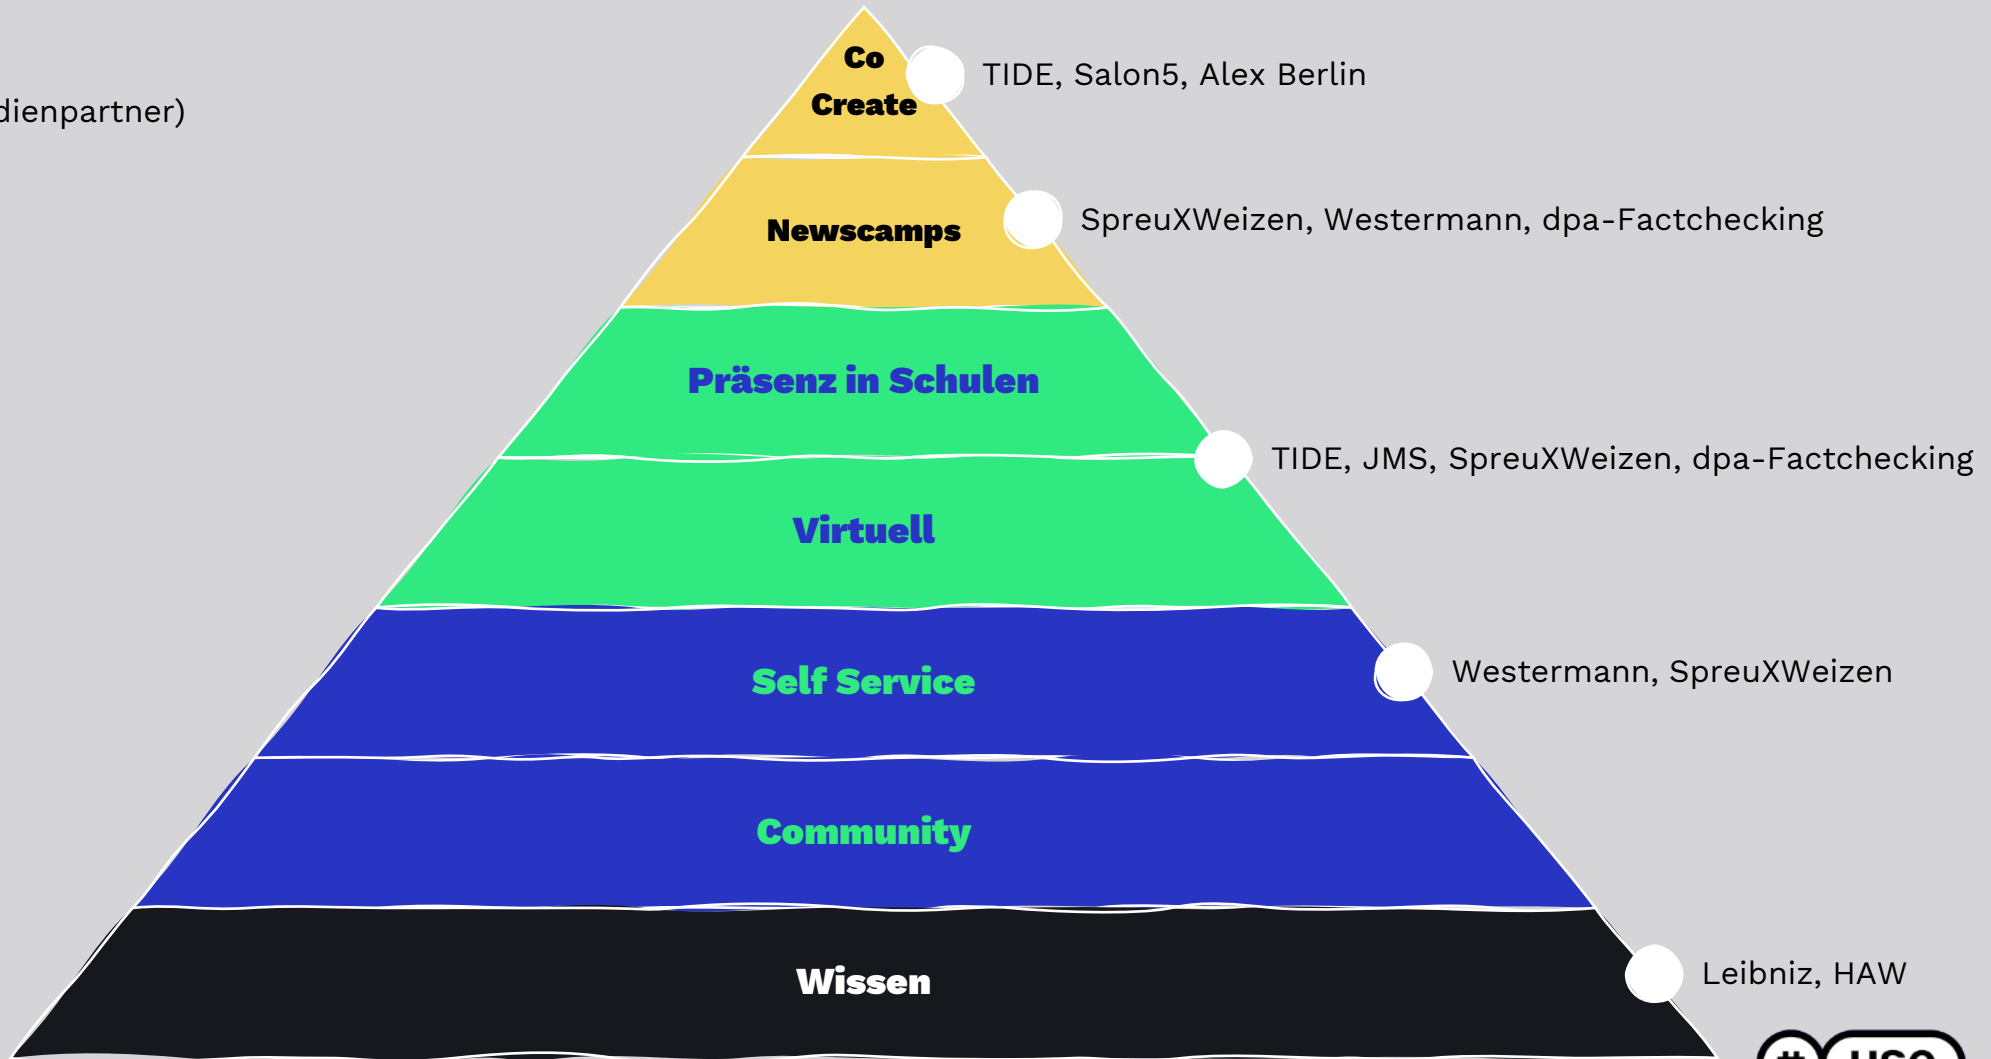 Co
Create
TIDE, Salon5, Alex Berlin
dienpartner)
Newscamps
SpreuXWeizen, Westermann, dpa-Factchecking
Präsenz in Schulen
TIDE, JMS, SpreuXWeizen, dpa-Factchecking
Virtuell
Self Service
Westermann, SpreuXWeizen
Community
Wissen
Leibniz, HAW
#